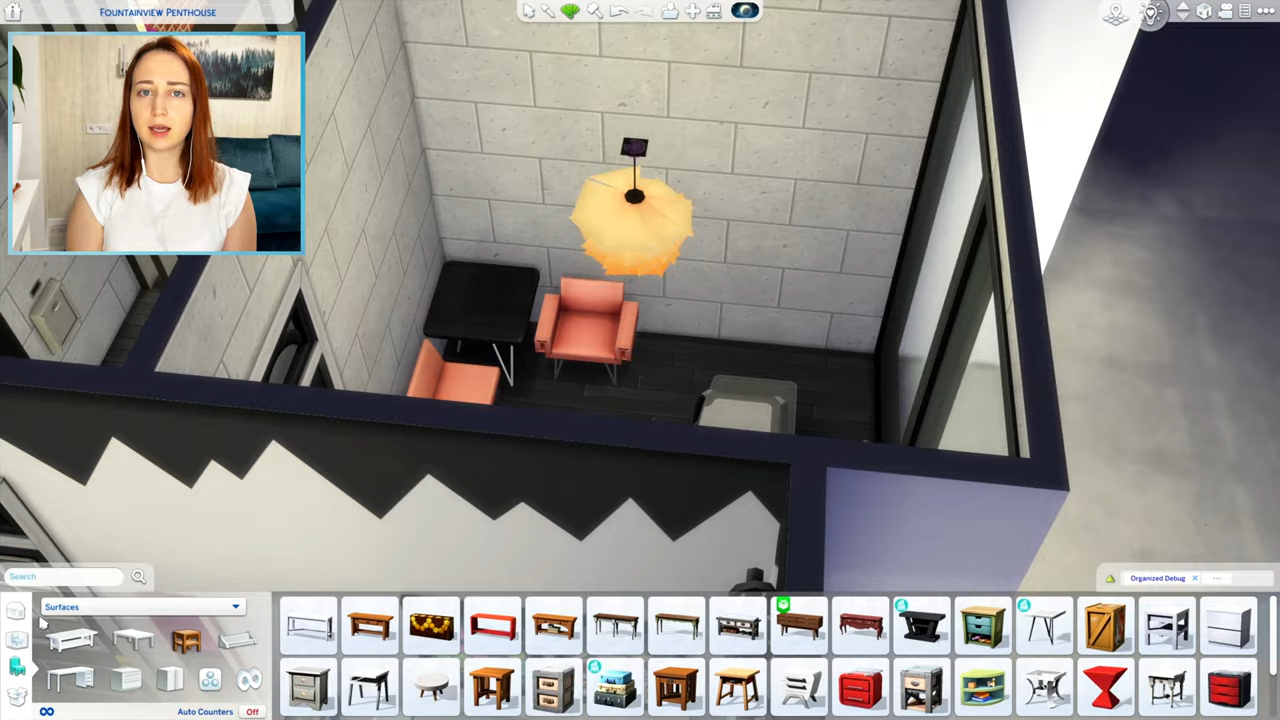 Fountainview Penthouse
Search
Organized Debug
Surfaces
Auto Counters Off